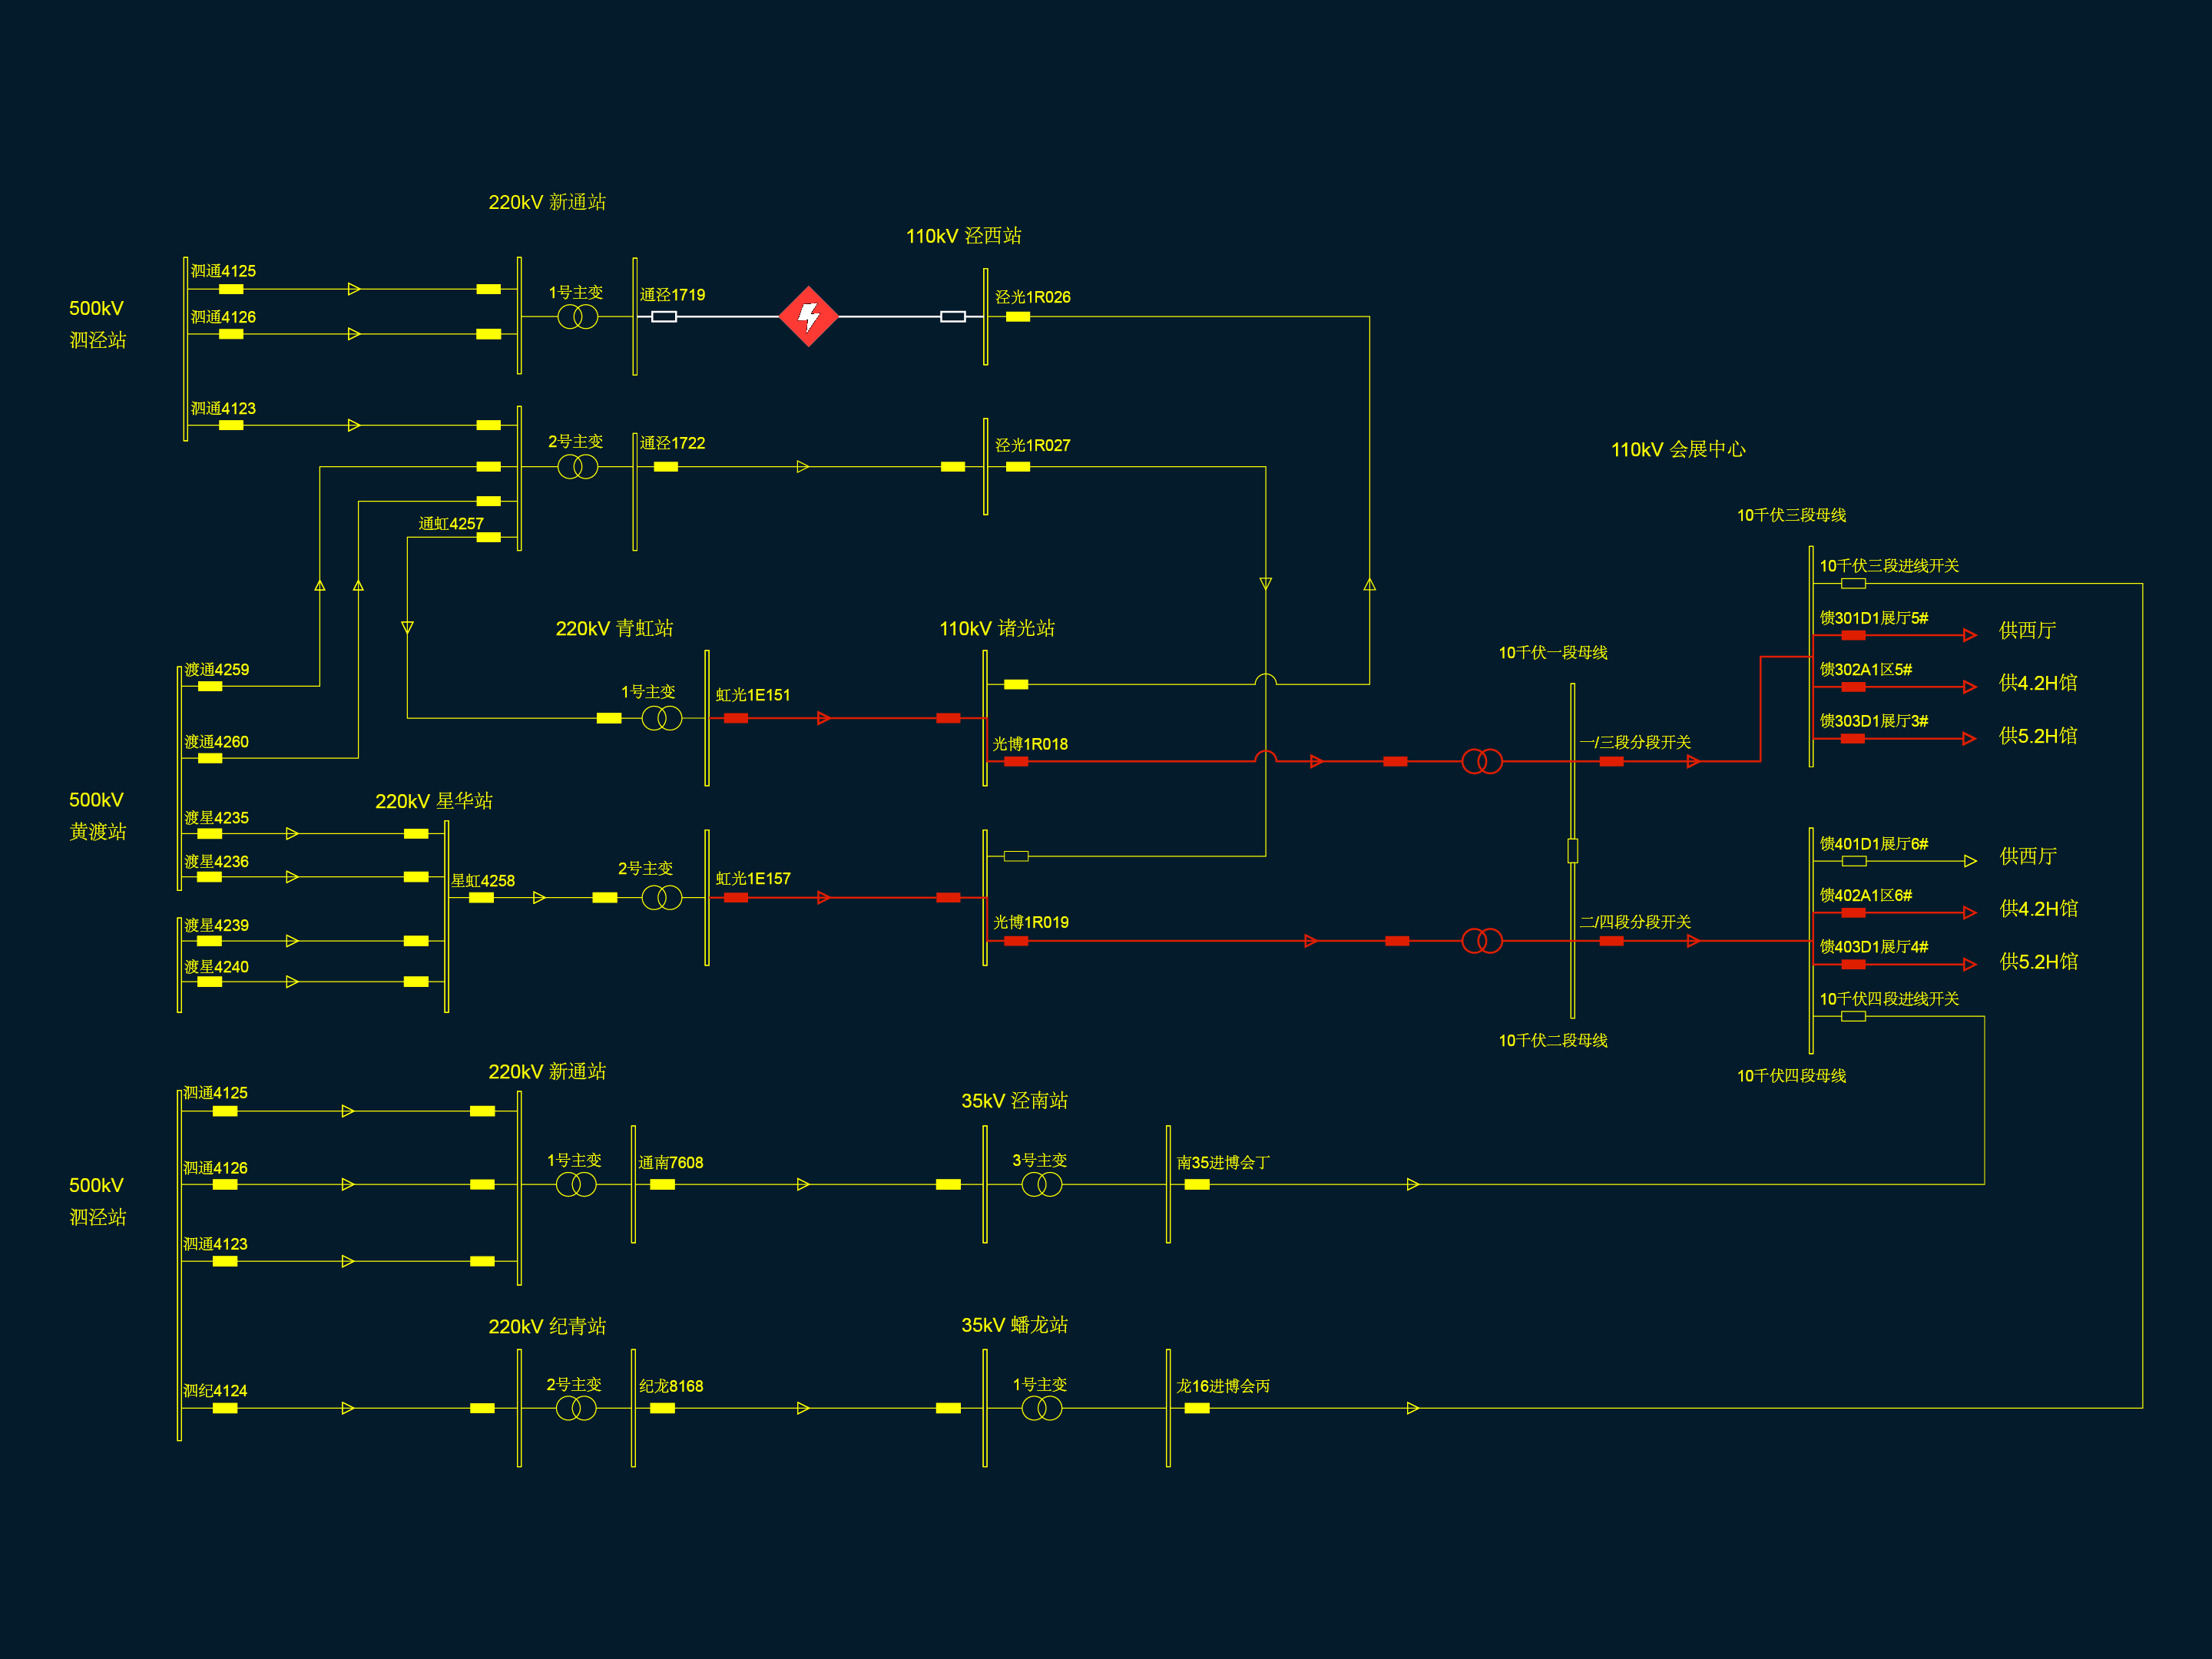 220kV 新通站
110kV 泾西站
500kV
泗泾站
泗通4125
泗通4126
泗通4123
1号主变
通泾1719
泾光1R026
2号主变
通泾1722
泾光1R027
通虹4257
110kV 会展中心
10千伏三段母线
10千伏三段进线开关
馈301D1展厅5#
供西厅
馈302A1区5#
供4.2H馆
馈303D1展厅3#
供5.2H馆
220kV 青虹站
110kV 诸光站
10千伏一段母线
500kV
黄渡站
渡通4259
渡通4260
1号主变
虹光1E151
光博1R018
一/三段分段开关
220kV 星华站
渡星4235
渡星4236
渡星4239
渡星4240
星虹4258
2号主变
虹光1E157
光博1R019
二/四段分段开关
馈401D1展厅6#
供西厅
馈402A1区6#
供4.2H馆
馈403D1展厅4#
供5.2H馆
10千伏四段进线开关
10千伏二段母线
10千伏四段母线
220kV 新通站
35kV 泾南站
500kV
泗泾站
泗通4125
泗通4126
泗通4123
1号主变
通南7608
3号主变
南35进博会丁
220kV 纪青站
35kV 蟠龙站
泗纪4124
2号主变
纪龙8168
1号主变
龙16进博会丙